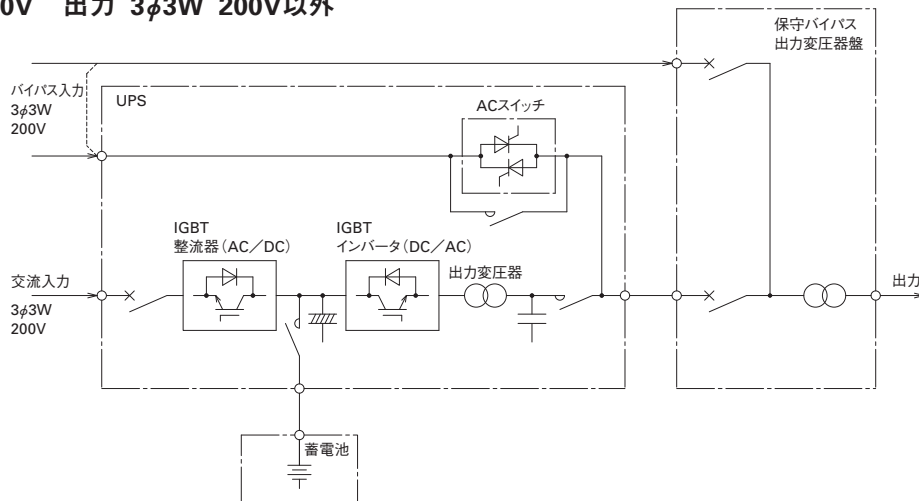 0V 出力 3φ3W 200V以外
保守バイパス
出力変圧器盤
バイパス入力
3φ3W
200V
UPS
ACスイッチ
IGBT
整流器(AC／DC)
IGBT
インバータ(DC／AC)
出力変圧器
交流入力
3φ3W
200V
出力
蓄電池